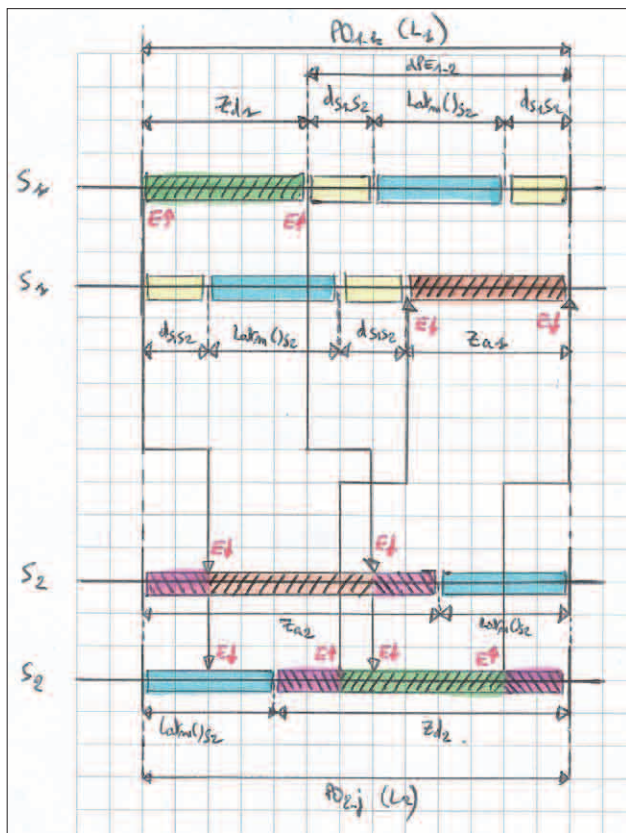 PO₁₋₂ (L₁)
dPE₁₋₂
Zd₁ ds₁s₂ Latm()s₂ ds₁s₂
S₁
E↑ E↓
S₁
E↓ E↓
ds₁s₂ Latm()s₂ ds₁s₂ Za₁
E↓ E↓
S₂
Za₂ Latm()s₂
E↓ E↑ E↓ E↑
S₂
Latm()s₂ Zd₂
PO₂₋j (L₂)